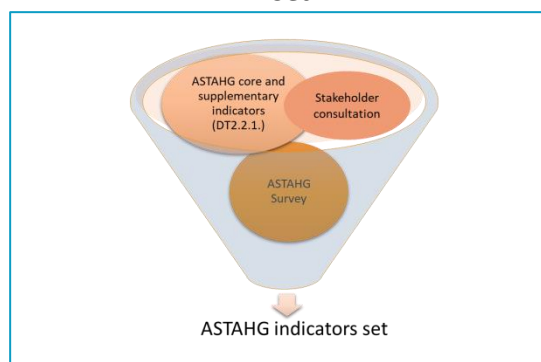 ASTAHG core and
supplementary
indicators
(DT2.2.1.)
Stakeholder
consultation
ASTAHG
Survey
ASTAHG indicators set